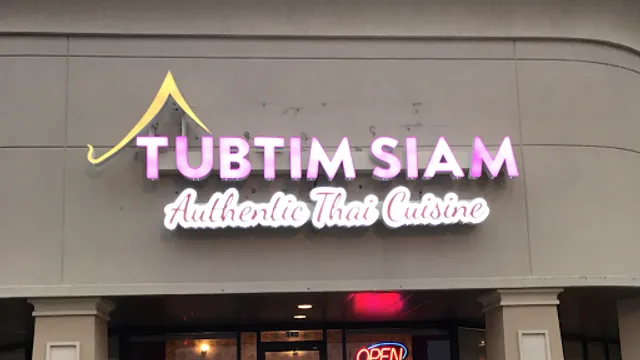 TUBTIM SIAM
Authentic Thai Cuisine
OPEN